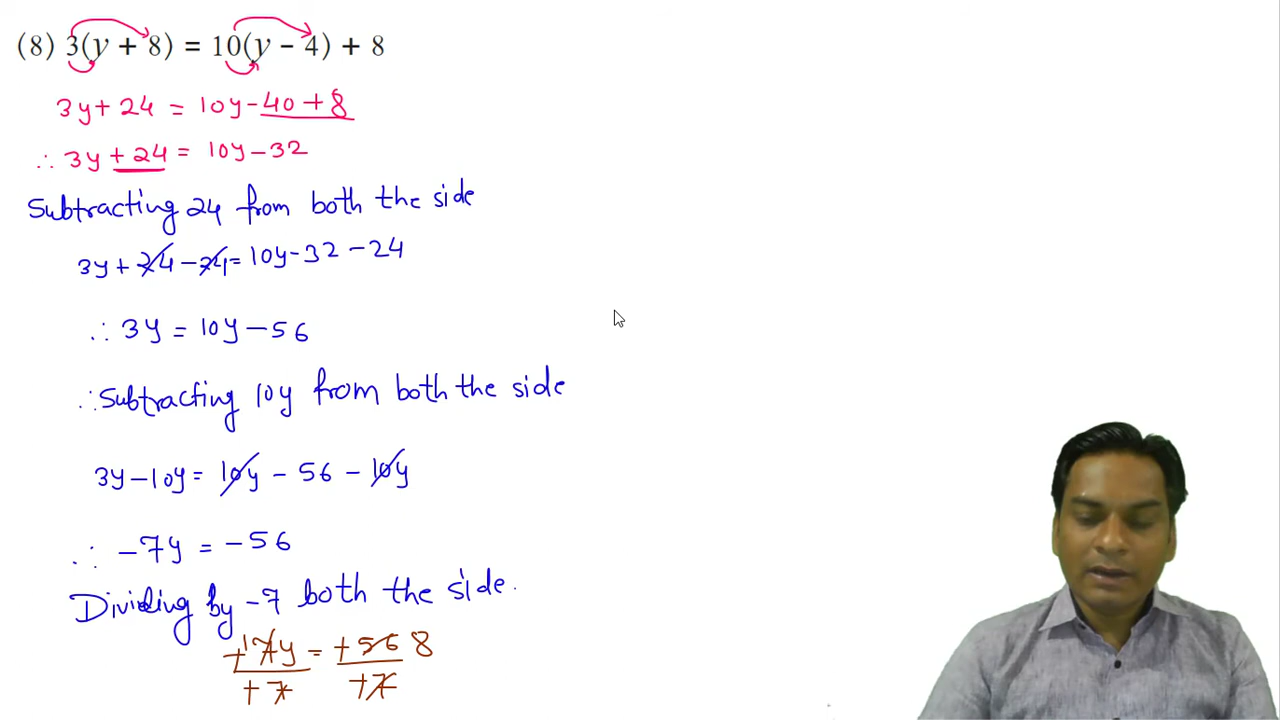 (8) 3(y + 8) = 10(y − 4) + 8
3y + 24 = 10y − 40 + 8
∴ 3y + 24 = 10y − 32
Subtracting 24 from both the side
3y + 24 − 24 = 10y − 32 − 24
∴ 3y = 10y − 56
∴ Subtracting 10y from both the side
3y − 10y = 10y − 56 − 10y
∴ −7y = −56
Dividing by −7 both the side.
+17y = +56 8
+7 +7